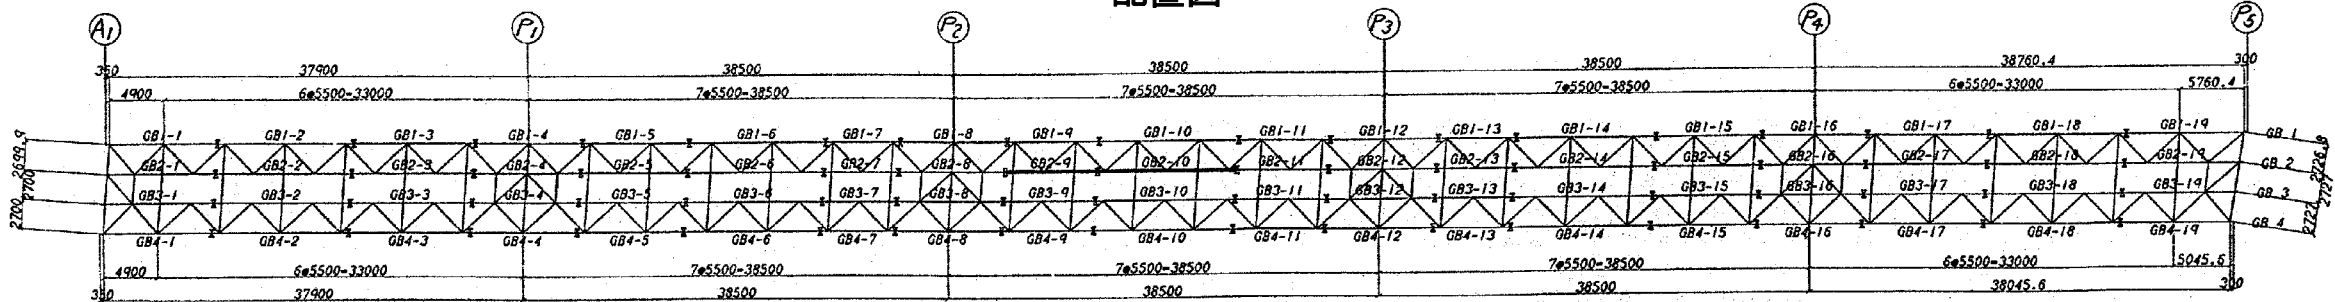 配置図
A1 P1 P2 P3 P4 P5
350 37900 38500 38500 38500 38760.4 300
4900 6@5500=33000 7@5500=38500 7@5500=38500 7@5500=38500 6@5500=33000 5760.4
GB1-1 GB1-2 GB1-3 GB1-4 GB1-5 GB1-6 GB1-7 GB1-8 GB1-9 GB1-10 GB1-11 GB1-12 GB1-13 GB1-14 GB1-15 GB1-16 GB1-17 GB1-18 GB1-19 GB 1
2699.9 GB2-1 GB2-2 GB2-3 GB2-4 GB2-5 GB2-6 GB2-7 GB2-8 GB2-9 GB2-10 GB2-11 GB2-12 GB2-13 GB2-14 GB2-15 GB2-16 GB2-17 GB2-18 GB2-19 GB 2
2700 GB3-1 GB3-2 GB3-3 GB3-4 GB3-5 GB3-6 GB3-7 GB3-8 GB3-9 GB3-10 GB3-11 GB3-12 GB3-13 GB3-14 GB3-15 GB3-16 GB3-17 GB3-18 GB3-19 GB 3 2727
2700 GB4-1 GB4-2 GB4-3 GB4-4 GB4-5 GB4-6 GB4-7 GB4-8 GB4-9 GB4-10 GB4-11 GB4-12 GB4-13 GB4-14 GB4-15 GB4-16 GB4-17 GB4-18 GB4-19 GB 4 2722
4900 6@5500=33000 7@5500=38500 7@5500=38500 7@5500=38500 6@5500=33000 5045.6
350 37900 38500 38500 38500 38045.6 300